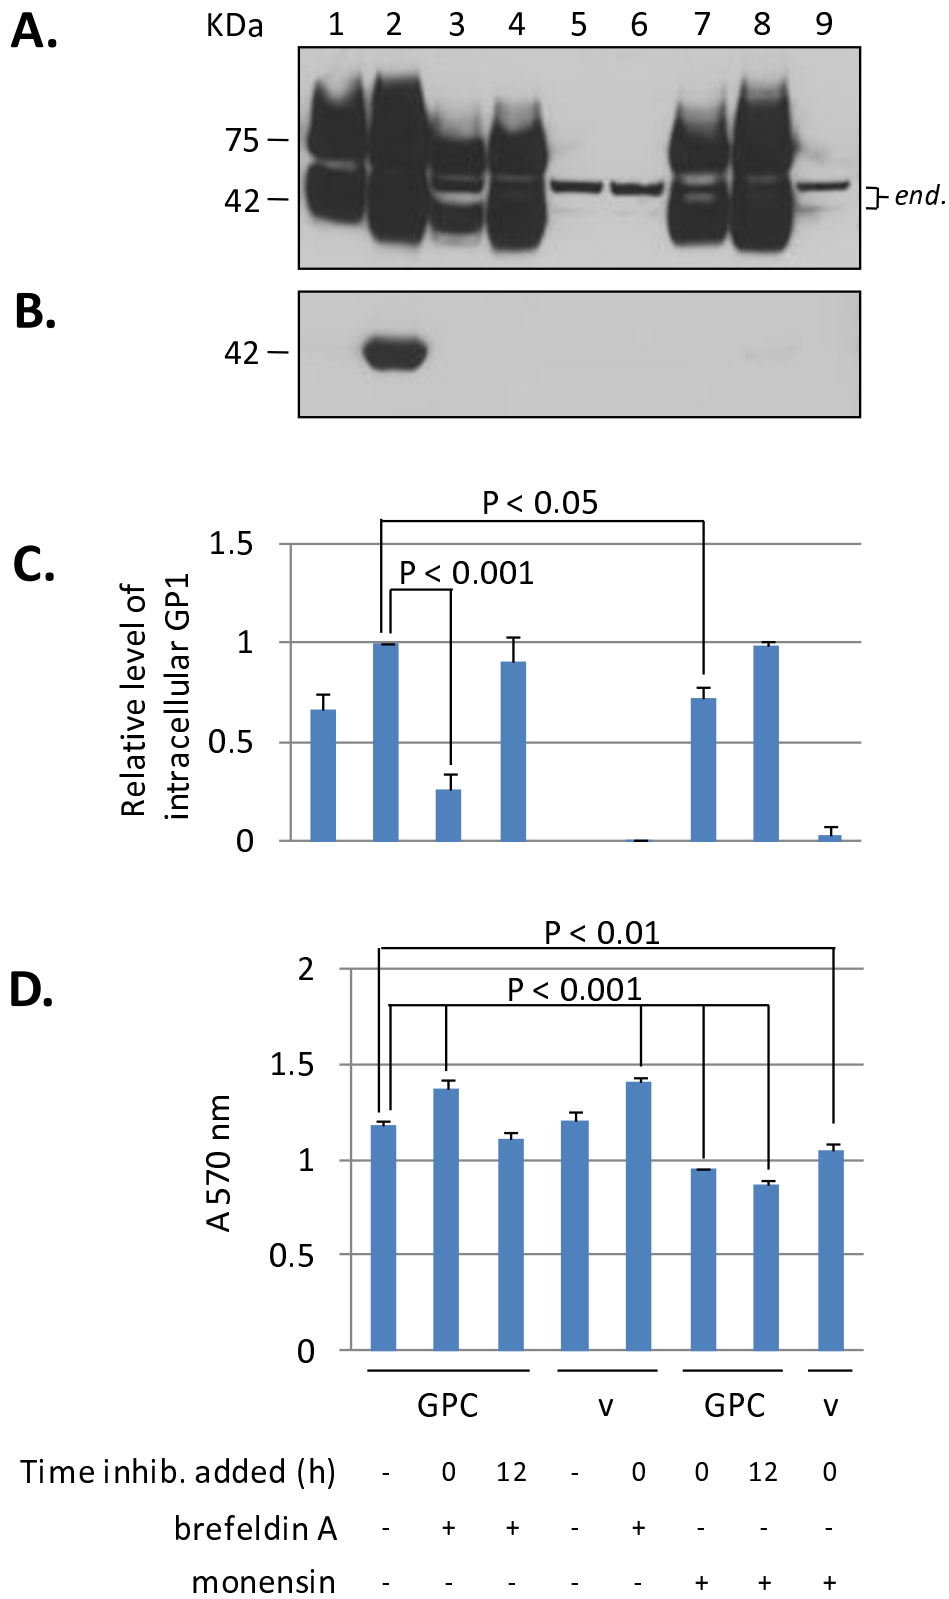 A.
KDa 1 2 3 4 5 6 7 8 9
75
42
end.
B.
42
P < 0.05
C.
1.5
P < 0.001
1
0.5
0
Relative level of
intracellular GP1
P < 0.01
D.
2
P < 0.001
1.5
1
0.5
0
A 570 nm
GPC v GPC v
Time inhib. added (h) - 0 12 - 0 0 12 0
brefeldin A - + + - + - - -
monensin - - - - - + + +